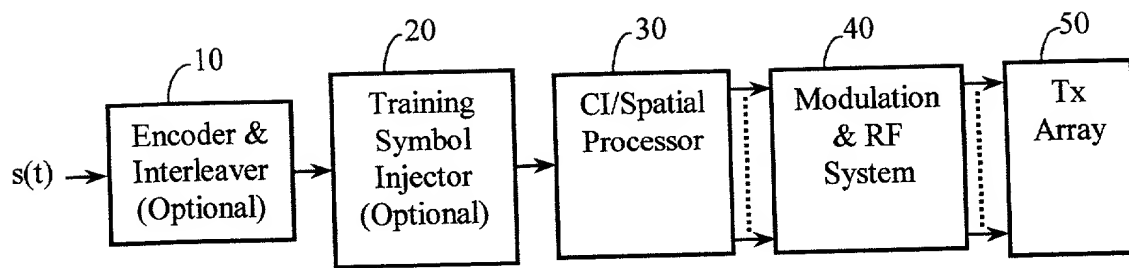 10
20
30
40
50
s(t)
Encoder &
Interleaver
(Optional)
Training
Symbol
Injector
(Optional)
CI/Spatial
Processor
Modulation
& RF
System
Tx
Array